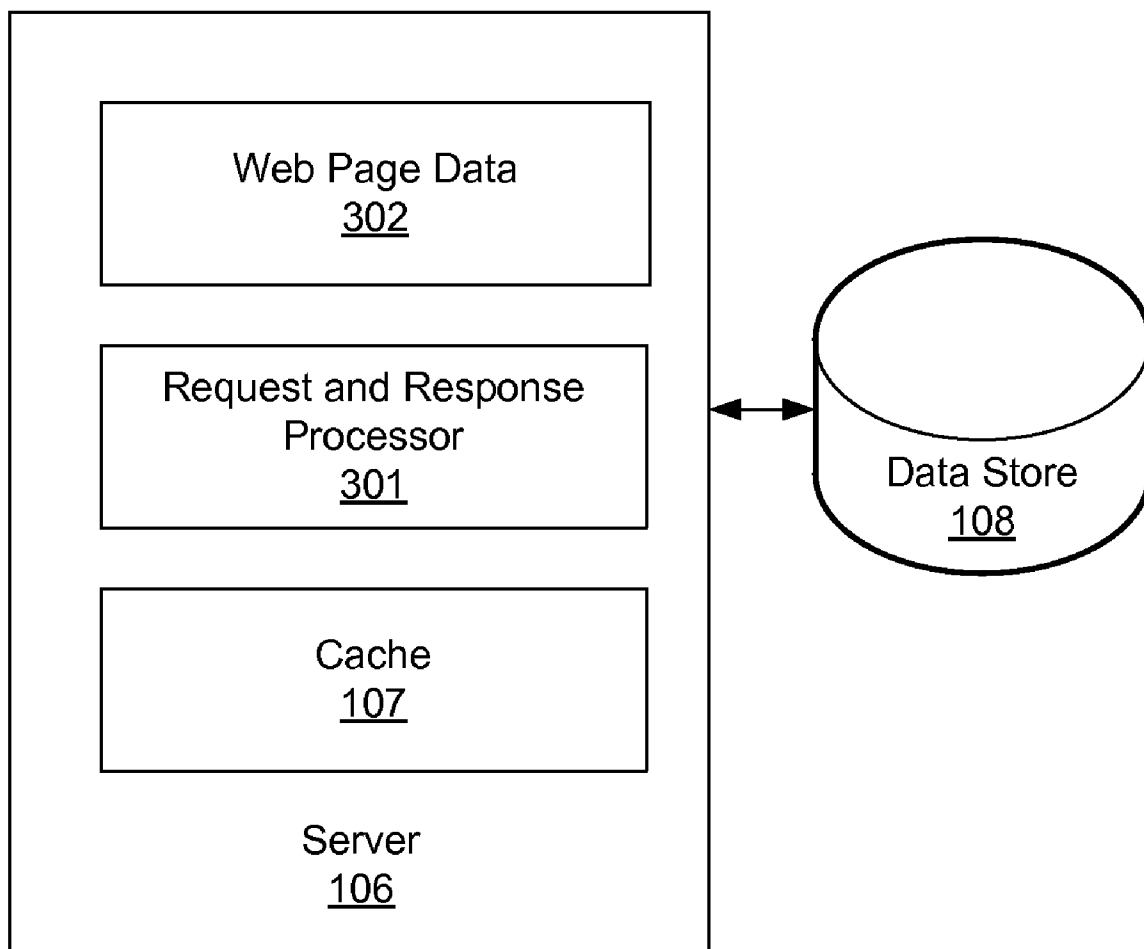 Web Page Data
302
Request and Response
Processor
301
Data Store
108
Cache
107
Server
106